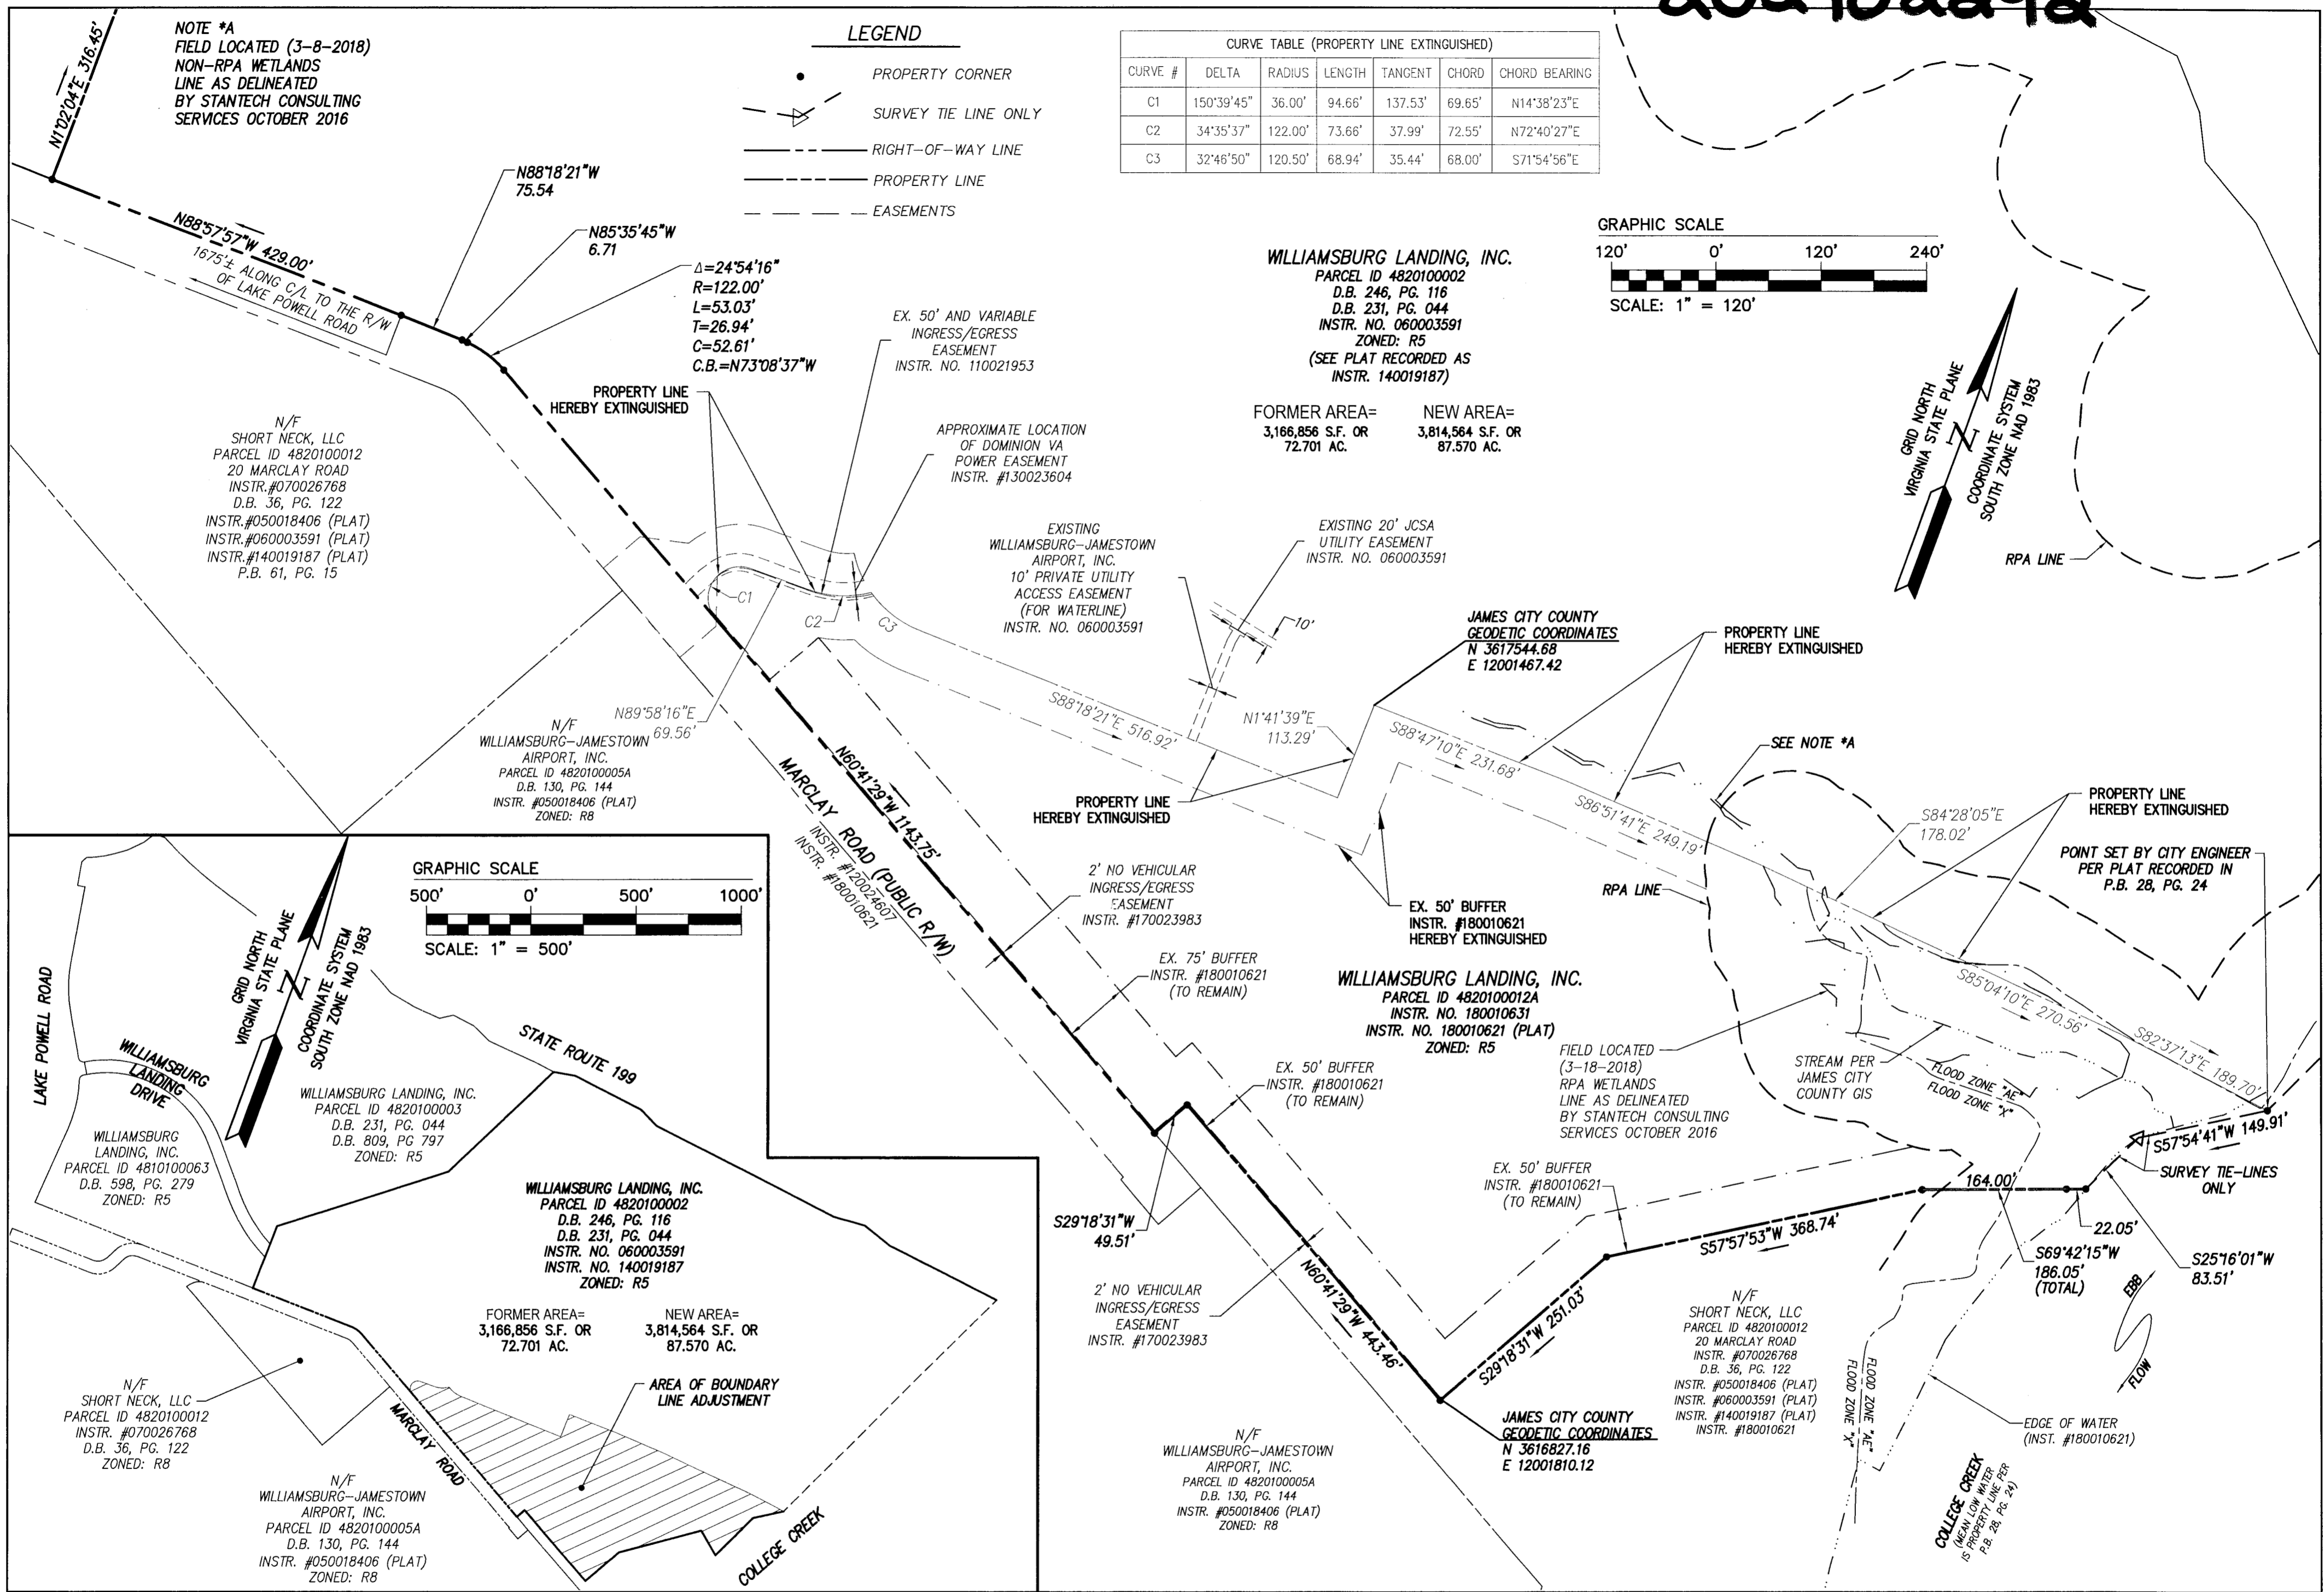 NOTE *A
FIELD LOCATED (3-8-2018)
NON-RPA WETLANDS
LINE AS DELINEATED
BY STANTECH CONSULTING
SERVICES OCTOBER 2016
N1°02'04"E 316.45'
LEGEND
PROPERTY CORNER
SURVEY TIE LINE ONLY
RIGHT-OF-WAY LINE
PROPERTY LINE
EASEMENTS
CURVE TABLE (PROPERTY LINE EXTINGUISHED)
CURVE # DELTA RADIUS LENGTH TANGENT CHORD CHORD BEARING
C1 150°39'45" 36.00' 94.66' 137.53' 69.65' N14°38'23"E
C2 34°35'37" 122.00' 73.66' 37.99' 72.55' N72°40'27"E
C3 32°46'50" 120.50' 68.94' 35.44' 68.00' S71°54'56"E
N88°18'21"W
75.54
N85°35'45"W
6.71
Δ=24°54'16"
R=122.00'
L=53.03'
T=26.94'
C=52.61'
C.B.=N73°08'37"W
N88°57'57"W 429.00'
1675'± ALONG C/L TO THE R/W
OF LAKE POWELL ROAD
GRAPHIC SCALE
120' 0' 120' 240'
SCALE: 1" = 120'
WILLIAMSBURG LANDING, INC.
PARCEL ID 4820100002
D.B. 246, PG. 116
D.B. 231, PG. 044
INSTR. NO. 060003591
ZONED: R5
(SEE PLAT RECORDED AS
INSTR. 140019187)
FORMER AREA=
3,166,856 S.F. OR
72.701 AC.
NEW AREA=
3,814,564 S.F. OR
87.570 AC.
GRID NORTH
VIRGINIA STATE PLANE
COORDINATE SYSTEM
SOUTH ZONE NAD 1983
N
RPA LINE
EX. 50' AND VARIABLE
INGRESS/EGRESS
EASEMENT
INSTR. NO. 110021953
PROPERTY LINE
HEREBY EXTINGUISHED
APPROXIMATE LOCATION
OF DOMINION VA
POWER EASEMENT
INSTR. #130023604
N/F
SHORT NECK, LLC
PARCEL ID 4820100012
20 MARCLAY ROAD
INSTR.#070026768
D.B. 36, PG. 122
INSTR.#050018406 (PLAT)
INSTR.#060003591 (PLAT)
INSTR.#140019187 (PLAT)
P.B. 61, PG. 15
EXISTING
WILLIAMSBURG-JAMESTOWN
AIRPORT, INC.
10' PRIVATE UTILITY
ACCESS EASEMENT
(FOR WATERLINE)
INSTR. NO. 060003591
EXISTING 20' JCSA
UTILITY EASEMENT
INSTR. NO. 060003591
10'
C1
C2
C3
JAMES CITY COUNTY
GEODETIC COORDINATES
N 3617544.68
E 12001467.42
PROPERTY LINE
HEREBY EXTINGUISHED
N89°58'16"E
69.56'
N/F
WILLIAMSBURG-JAMESTOWN
AIRPORT, INC.
PARCEL ID 4820100005A
D.B. 130, PG. 144
INSTR. #050018406 (PLAT)
ZONED: R8
S88°18'21"E 516.92'
N1°41'39"E
113.29'
S88°47'10"E 231.68'
S86°51'41"E 249.19'
SEE NOTE *A
PROPERTY LINE
HEREBY EXTINGUISHED
S84°28'05"E
178.02'
PROPERTY LINE
HEREBY EXTINGUISHED
POINT SET BY CITY ENGINEER
PER PLAT RECORDED IN
P.B. 28, PG. 24
N60°41'29"W 1143.75'
MARCLAY ROAD (PUBLIC R/W)
INSTR. #120024607
INSTR. #180010621
2' NO VEHICULAR
INGRESS/EGRESS
EASEMENT
INSTR. #170023983
RPA LINE
EX. 50' BUFFER
INSTR. #180010621
HEREBY EXTINGUISHED
EX. 75' BUFFER
INSTR. #180010621
(TO REMAIN)
WILLIAMSBURG LANDING, INC.
PARCEL ID 4820100012A
INSTR. NO. 180010631
INSTR. NO. 180010621 (PLAT)
ZONED: R5
S85°04'10"E 270.56'
S82°37'13"E 189.70'
FIELD LOCATED
(3-18-2018)
RPA WETLANDS
LINE AS DELINEATED
BY STANTECH CONSULTING
SERVICES OCTOBER 2016
STREAM PER
JAMES CITY
COUNTY GIS
FLOOD ZONE "AE"
FLOOD ZONE "X"
EX. 50' BUFFER
INSTR. #180010621
(TO REMAIN)
S57°54'41"W 149.91'
SURVEY TIE-LINES
ONLY
EX. 50' BUFFER
INSTR. #180010621
(TO REMAIN)
164.00'
22.05'
S69°42'15"W
186.05'
(TOTAL)
S25°16'01"W
83.51'
S29°18'31"W
49.51'
S57°57'53"W 368.74'
2' NO VEHICULAR
INGRESS/EGRESS
EASEMENT
INSTR. #170023983
N60°41'29"W 443.46'
S29°18'31"W 251.03'
EBB
FLOW
N/F
SHORT NECK, LLC
PARCEL ID 4820100012
20 MARCLAY ROAD
INSTR. #070026768
D.B. 36, PG. 122
INSTR. #050018406 (PLAT)
INSTR. #060003591 (PLAT)
INSTR. #140019187 (PLAT)
INSTR. #180010621
FLOOD ZONE "AE"
FLOOD ZONE "X"
EDGE OF WATER
(INST. #180010621)
JAMES CITY COUNTY
GEODETIC COORDINATES
N 3616827.16
E 12001810.12
N/F
WILLIAMSBURG-JAMESTOWN
AIRPORT, INC.
PARCEL ID 4820100005A
D.B. 130, PG. 144
INSTR. #050018406 (PLAT)
ZONED: R8
COLLEGE CREEK
(MEAN LOW WATER
IS PROPERTY LINE PER
P.B. 28, PG. 24)
GRAPHIC SCALE
500' 0' 500' 1000'
SCALE: 1" = 500'
GRID NORTH
VIRGINIA STATE PLANE
COORDINATE SYSTEM
SOUTH ZONE NAD 1983
N
LAKE POWELL ROAD
WILLIAMSBURG
LANDING
DRIVE
STATE ROUTE 199
WILLIAMSBURG LANDING, INC.
PARCEL ID 4820100003
D.B. 231, PG. 044
D.B. 809, PG 797
ZONED: R5
WILLIAMSBURG
LANDING, INC.
PARCEL ID 4810100063
D.B. 598, PG. 279
ZONED: R5
WILLIAMSBURG LANDING, INC.
PARCEL ID 4820100002
D.B. 246, PG. 116
D.B. 231, PG. 044
INSTR. NO. 060003591
INSTR. NO. 140019187
ZONED: R5
FORMER AREA=
3,166,856 S.F. OR
72.701 AC.
NEW AREA=
3,814,564 S.F. OR
87.570 AC.
AREA OF BOUNDARY
LINE ADJUSTMENT
N/F
SHORT NECK, LLC
PARCEL ID 4820100012
INSTR. #070026768
D.B. 36, PG. 122
ZONED: R8
MARCLAY ROAD
N/F
WILLIAMSBURG-JAMESTOWN
AIRPORT, INC.
PARCEL ID 4820100005A
D.B. 130, PG. 144
INSTR. #050018406 (PLAT)
ZONED: R8
COLLEGE CREEK